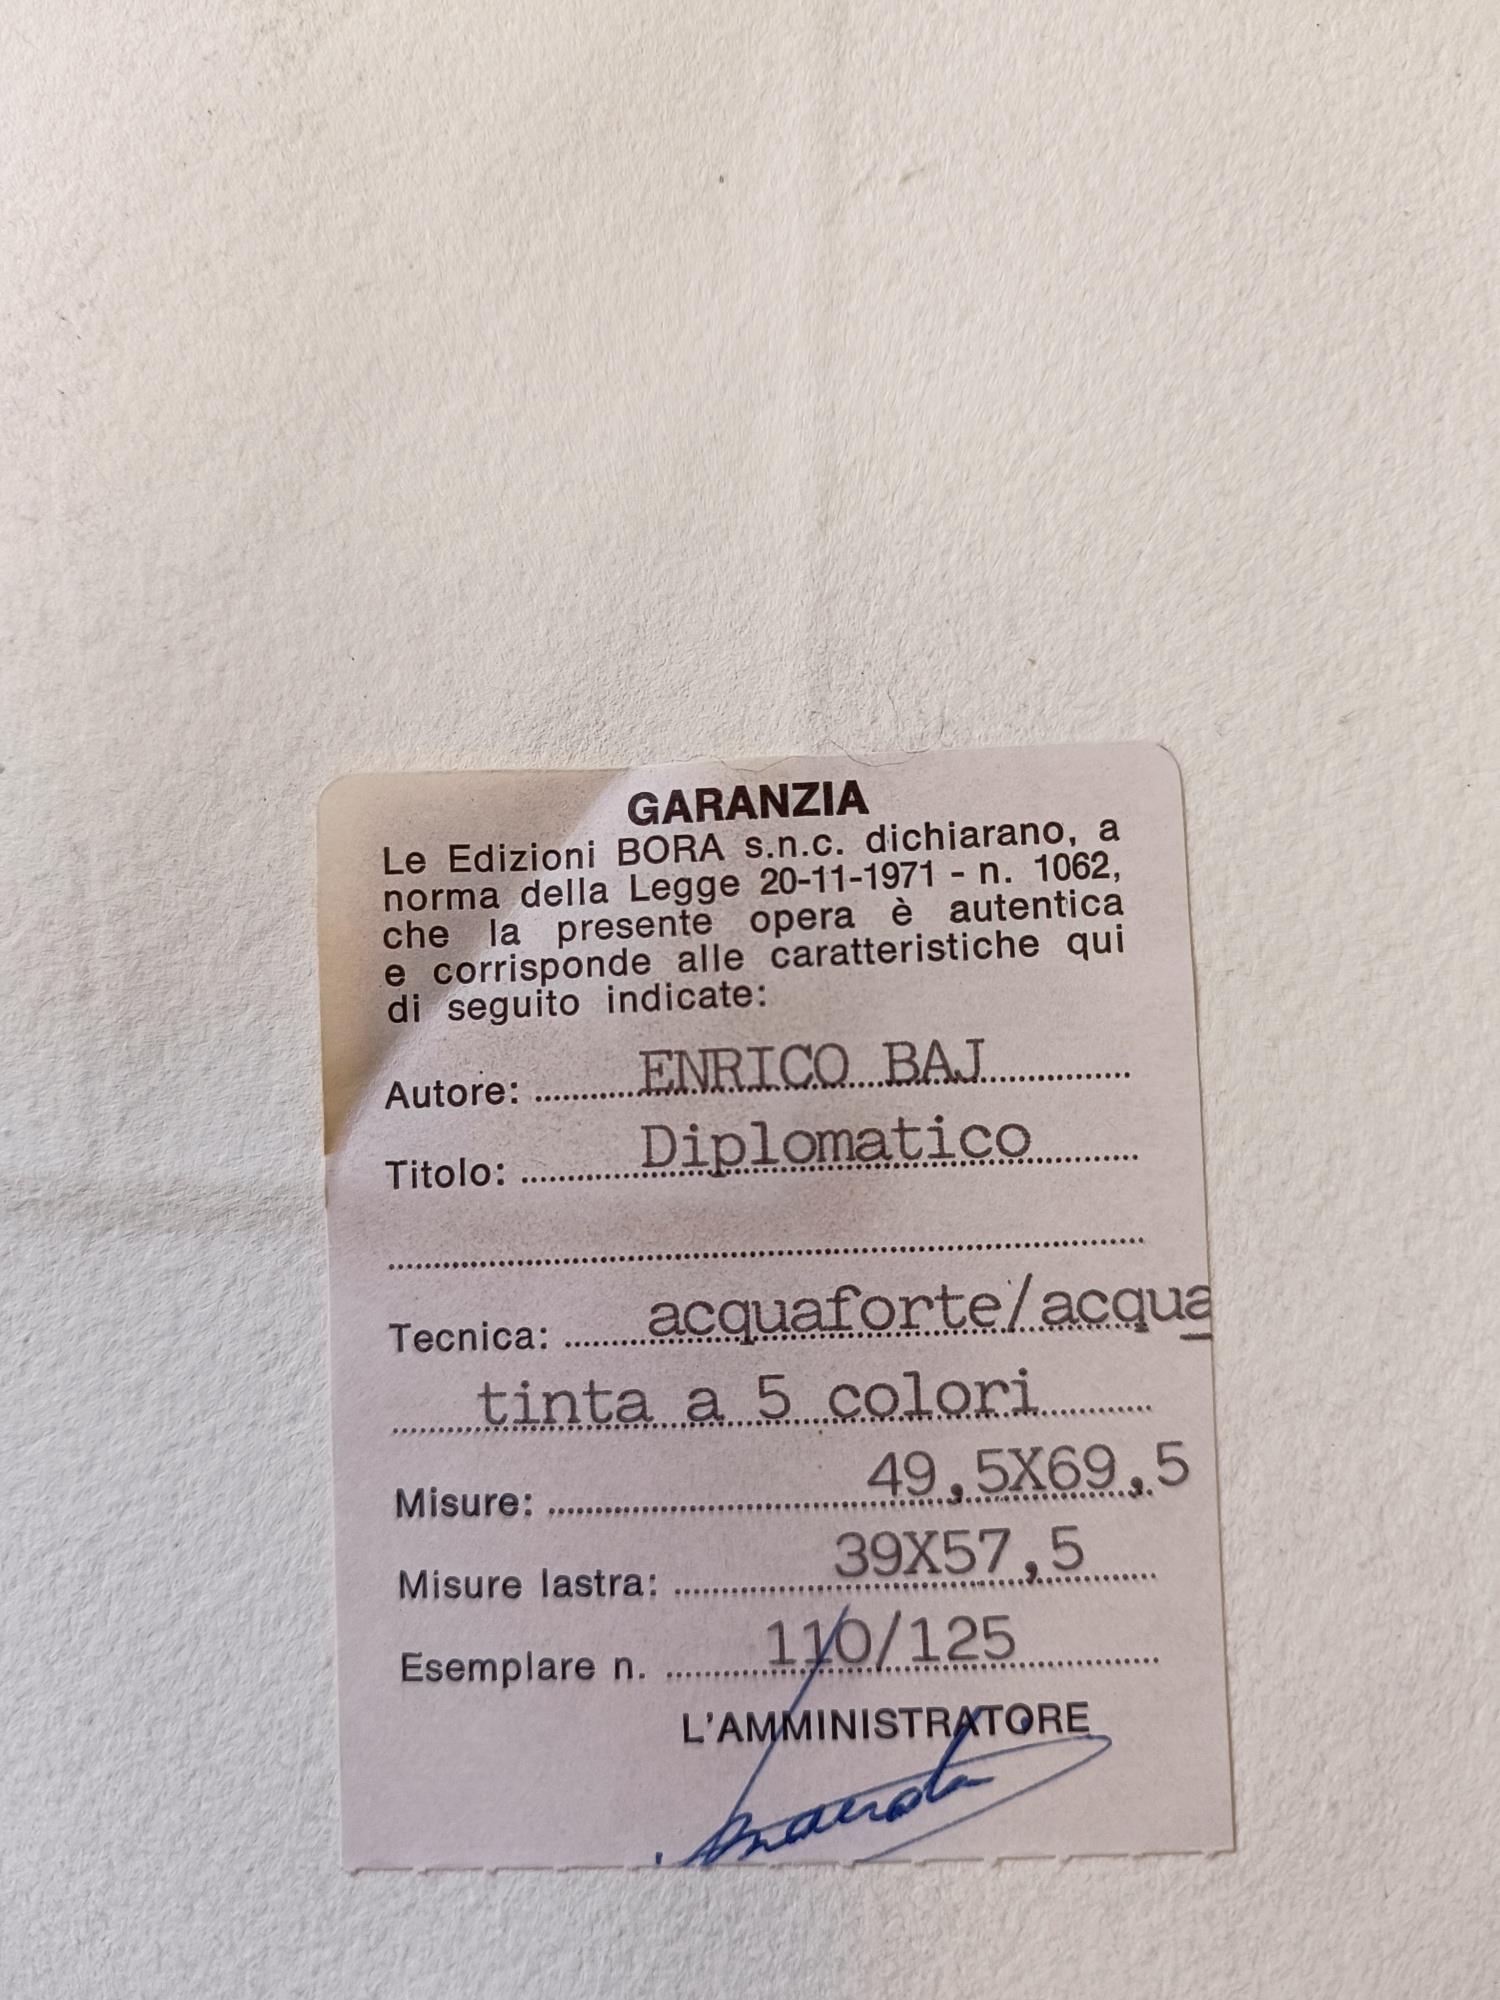 GARANZIA
Le Edizioni BORA s.n.c. dichiarano, a
norma della Legge 20-11-1971 - n. 1062,
che la presente opera è autentica
e corrisponde alle caratteristiche qui
di seguito indicate:
Autore: ENRICO BAJ
Titolo: Diplomatico
Tecnica: acquaforte/acqua
tinta a 5 colori
Misure: 49,5X69,5
Misure lastra: 39X57,5
Esemplare n. 110/125
L'AMMINISTRATORE